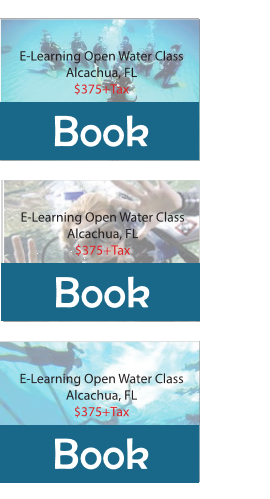 E-Learning Open Water Class
Alcachua, FL
$375+Tax
Book
E-Learning Open Water Class
Alcachua, FL
$375+Tax
Book
E-Learning Open Water Class
Alcachua, FL
$375+Tax
Book